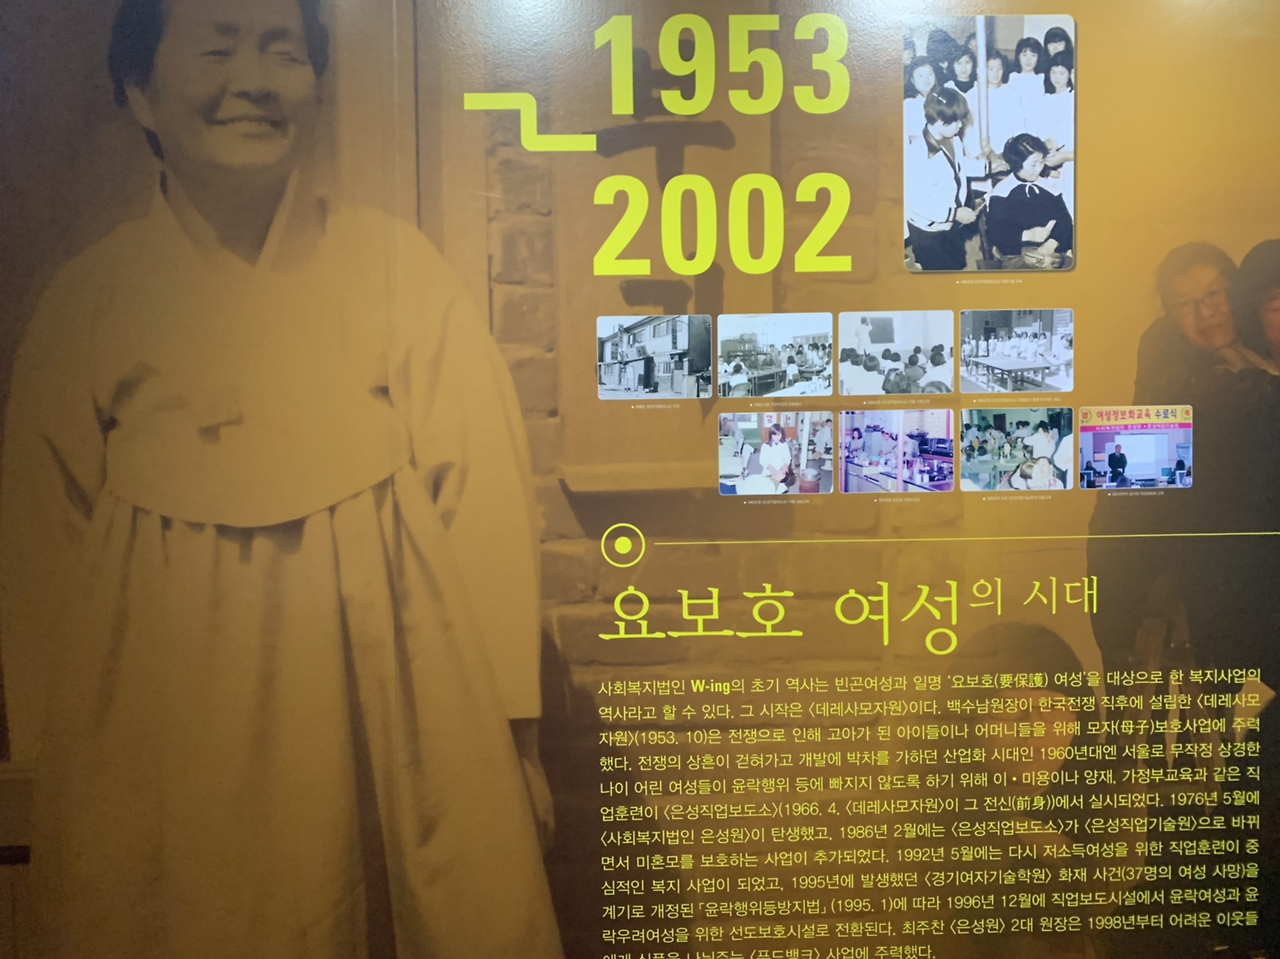 1953
2002
여성정보화교육 수료식
요보호 여성의 시대
사회복지법인 W-ing의 초기 역사는 빈곤여성과 일명 '요보호(要保護) 여성'을 대상으로 한 복지사업의
역사라고 할 수 있다. 그 시작은 〈데레사모자원〉이다. 백수남원장이 한국전쟁 직후에 설립한 〈데레사모
자원〉(1953. 10)은 전쟁으로 인해 고아가 된 아이들이나 어머니들을 위해 모자(母子)보호사업에 주력
했다. 전쟁의 상흔이 걷혀가고 개발에 박차를 가하던 산업화 시대인 1960년대엔 서울로 무작정 상경한
나이 어린 여성들이 윤락행위 등에 빠지지 않도록 하기 위해 이・미용이나 양재, 가정부교육과 같은 직
업훈련이 〈은성직업보도소〉(1966. 4. 〈데레사모자원〉이 그 전신(前身))에서 실시되었다. 1976년 5월에
〈사회복지법인 은성원〉이 탄생했고, 1986년 2월에는 〈은성직업보도소〉가 〈은성직업기술원〉으로 바뀌
면서 미혼모를 보호하는 사업이 추가되었다. 1992년 5월에는 다시 저소득여성을 위한 직업훈련이 중
심적인 복지 사업이 되었고, 1995년에 발생했던 〈경기여자기술학원〉 화재 사건(37명의 여성 사망)을
계기로 개정된 「윤락행위등방지법」(1995. 1)에 따라 1996년 12월에 직업보도시설에서 윤락여성과 윤
락우려여성을 위한 선도보호시설로 전환된다. 최주찬 〈은성원〉 2대 원장은 1998년부터 어려운 이웃들
에게 식품을 나눠주는 〈푸드뱅크〉 사업에 주력했다.